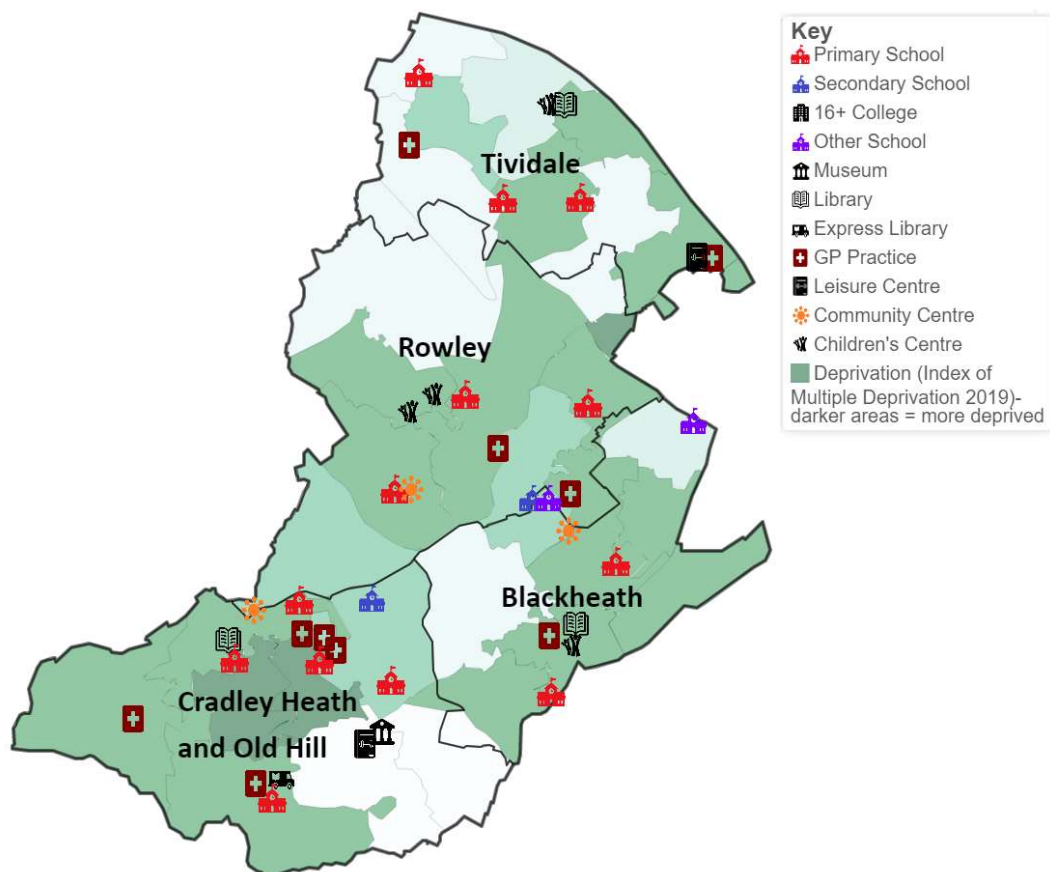 Key
Primary School
Secondary School
16+ College
Other School
Museum
Library
Express Library
GP Practice
Leisure Centre
Community Centre
Children's Centre
Deprivation (Index of
Multiple Deprivation 2019)-
darker areas = more deprived
Tividale
Rowley
Blackheath
Cradley Heath
and Old Hill